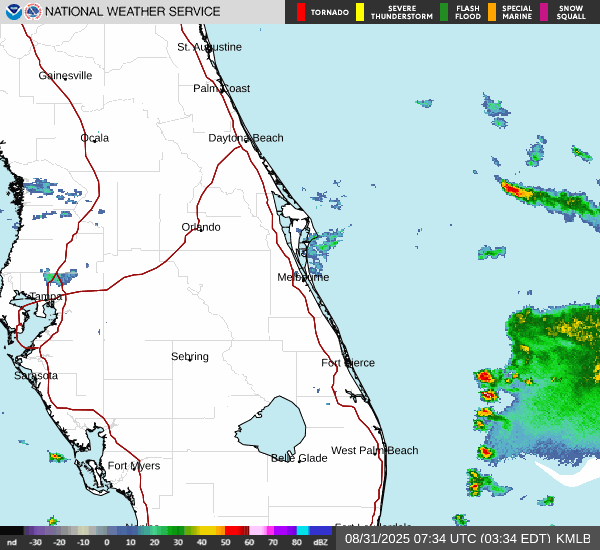 NATIONAL WEATHER SERVICE
TORNADO
SEVERE THUNDERSTORM
FLASH FLOOD
SPECIAL MARINE
SNOW SQUALL
St. Augustine
Gainesville
Palm Coast
Ocala
Daytona Beach
Orlando
Melbourne
Tampa
Sebring
Fort Pierce
Sarasota
West Palm Beach
Belle Glade
Fort Myers
nd -30 -20 -10 0 10 20 30 40 50 60 70 80 dBZ
08/31/2025 07:34 UTC (03:34 EDT) KMLB